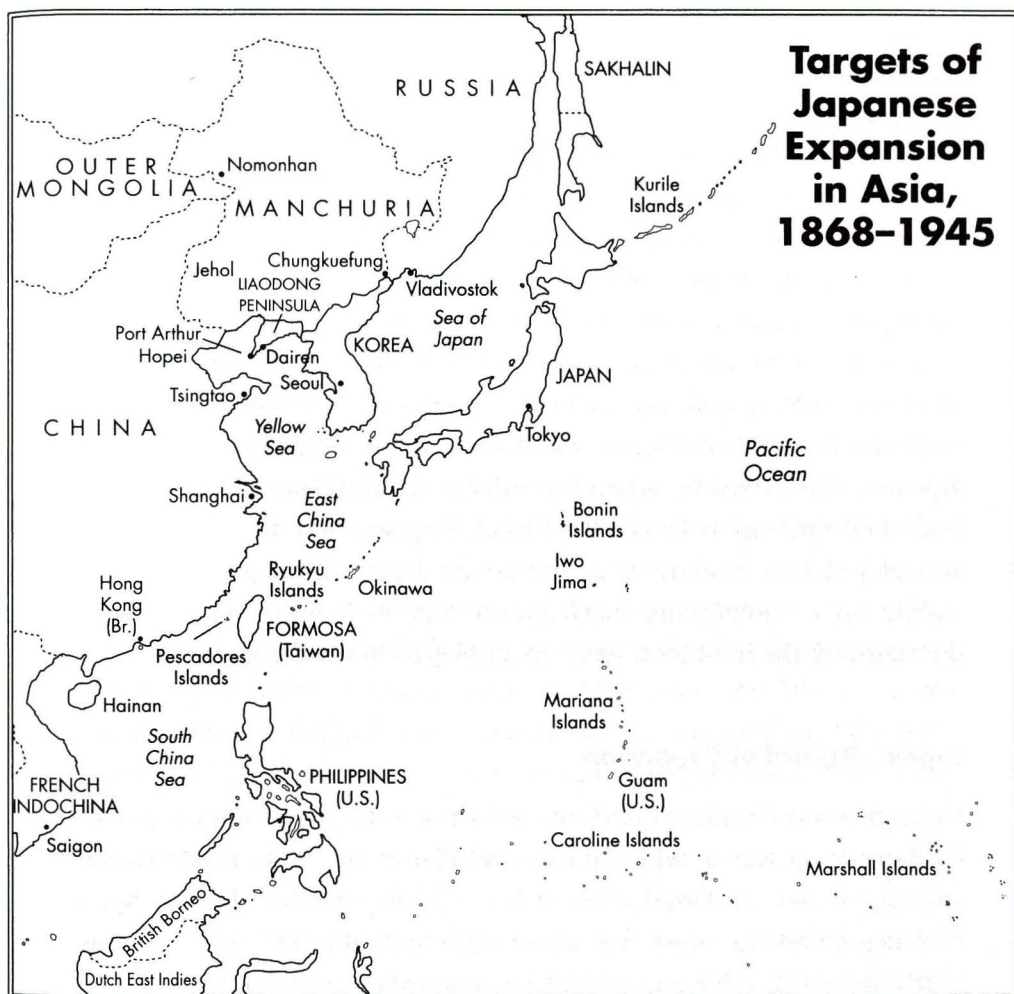 Targets of
Japanese
Expansion
in Asia,
1868–1945
RUSSIA
SAKHALIN
OUTER
MONGOLIA
Nomonhan
MANCHURIA
Kurile
Islands
Jehol
Chungkuefung
LIAODONG
PENINSULA
Vladivostok
Sea of
Japan
Port Arthur
Hopei
Dairen
KOREA
Seoul
JAPAN
Tsingtao
CHINA
Yellow
Sea
Tokyo
Pacific
Ocean
Shanghai
East
China
Sea
Bonin
Islands
Iwo
Jima
Ryukyu
Islands
Okinawa
Hong
Kong
(Br.)
FORMOSA
(Taiwan)
Pescadores
Islands
Hainan
Mariana
Islands
South
China
Sea
FRENCH
INDOCHINA
PHILIPPINES
(U.S.)
Guam
(U.S.)
Saigon
Caroline Islands
Marshall Islands
British Borneo
Dutch East Indies